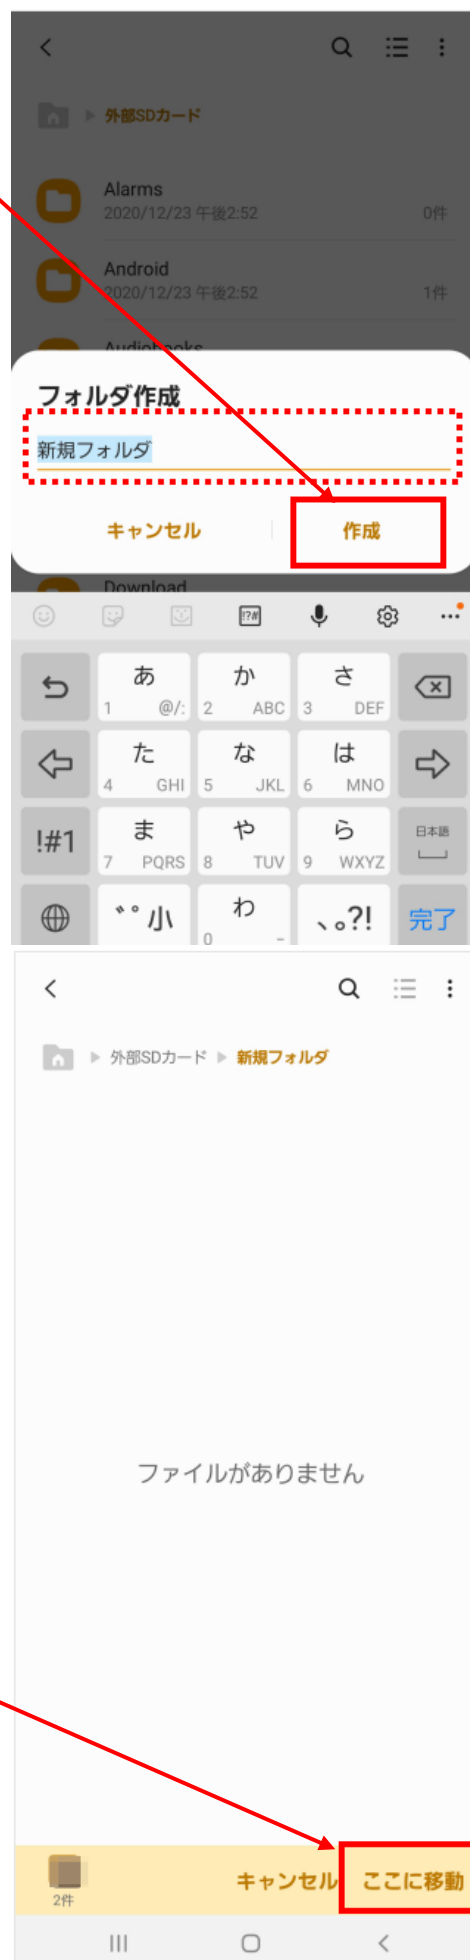 外部SDカード
Alarms
2020/12/23 午後2:52
0件
Android
2020/12/23 午後2:52
1件
Audiobooks
フォルダ作成
新規フォルダ
キャンセル
作成
Download
!?#
あ
1 @/:
か
2 ABC
さ
3 DEF
た
4 GHI
な
5 JKL
は
6 MNO
!#1
ま
7 PQRS
や
8 TUV
ら
9 WXYZ
日本語
゛゜小
わ
0 –
、。?!
完了
外部SDカード
新規フォルダ
ファイルがありません
2件
キャンセル
ここに移動